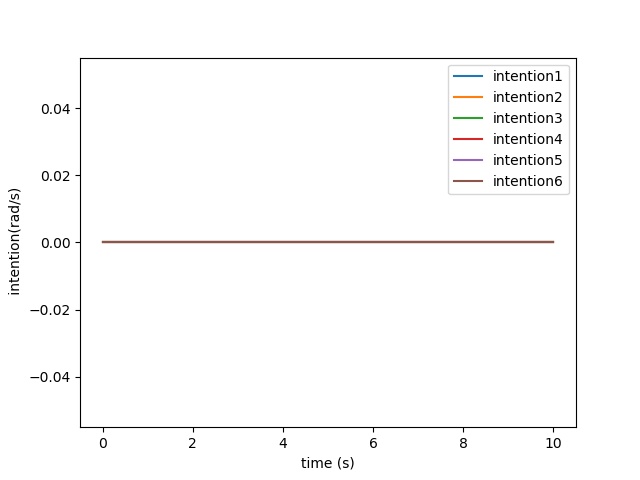 intention1
intention2
intention3
intention4
intention5
intention6
0.04
0.02
0.00
−0.02
−0.04
intention(rad/s)
0 2 4 6 8 10
time (s)